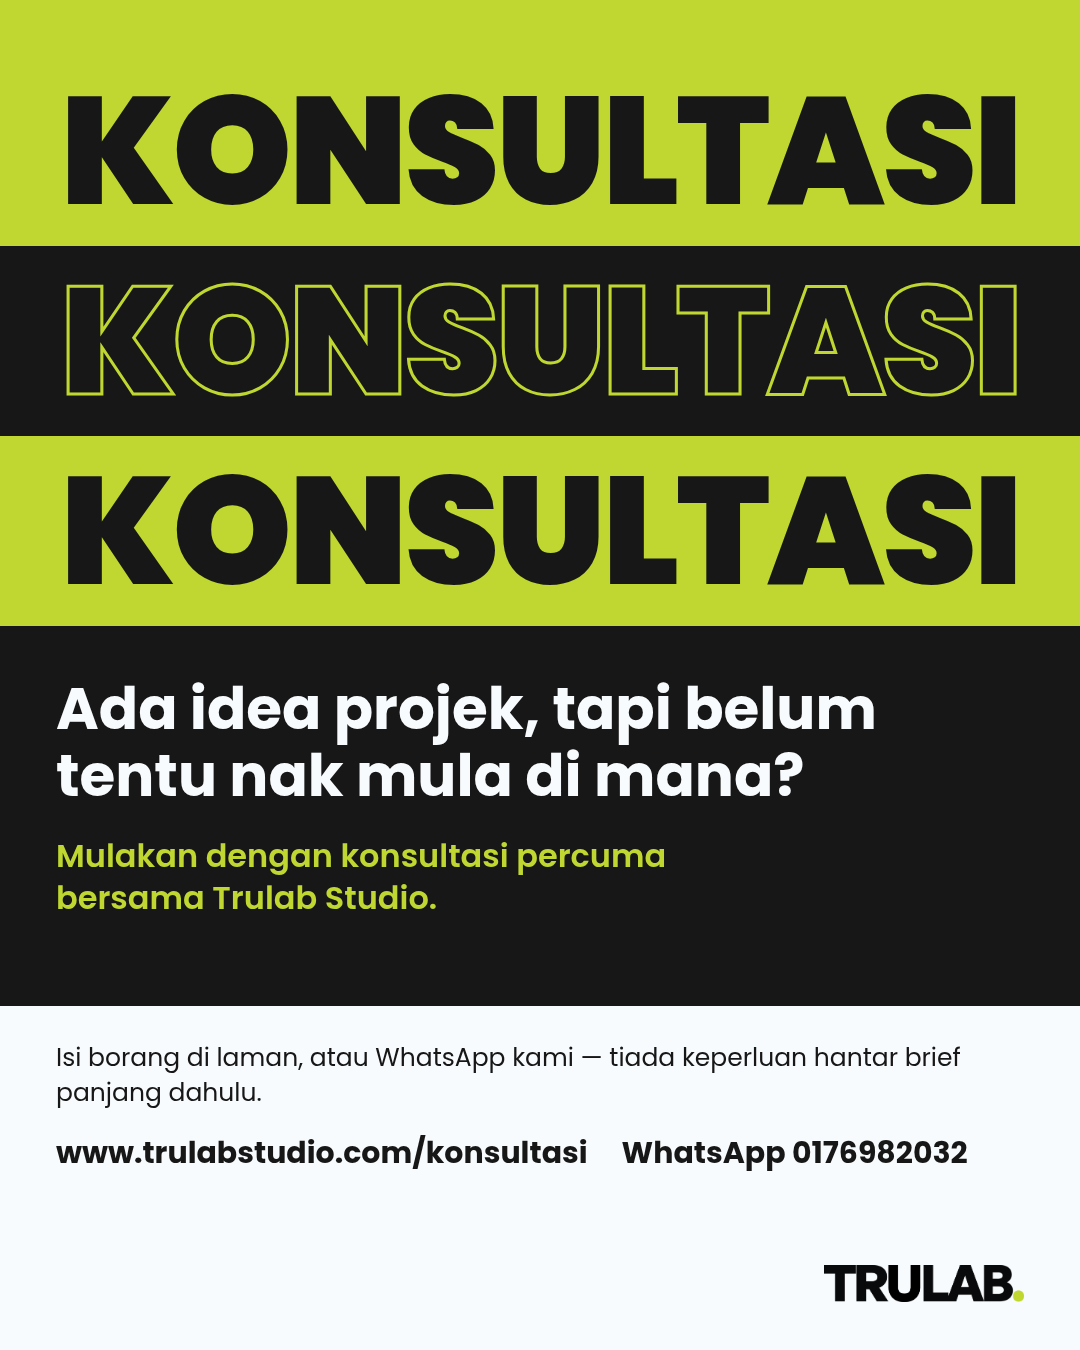 KONSULTASI
KONSULTASI
KONSULTASI
Ada idea projek, tapi belum
tentu nak mula di mana?
Mulakan dengan konsultasi percuma
bersama Trulab Studio.
Isi borang di laman, atau WhatsApp kami — tiada keperluan hantar brief
panjang dahulu.
www.trulabstudio.com/konsultasi WhatsApp 0176982032
TRULAB.